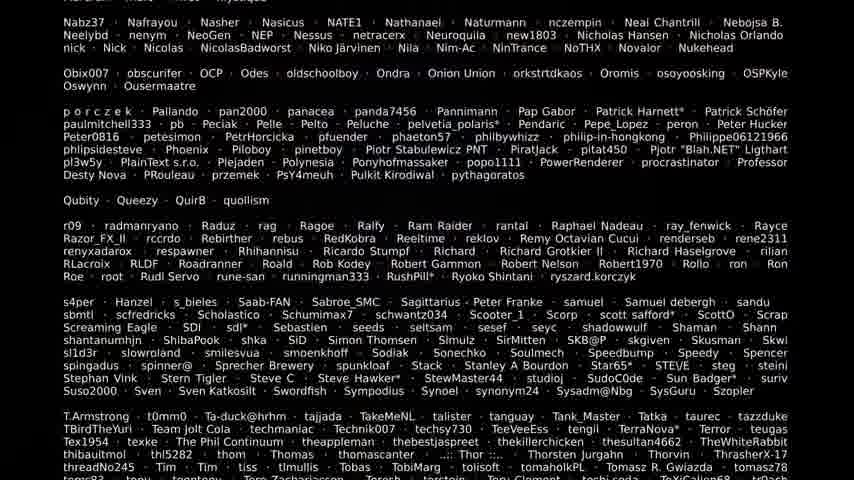 Nabz37 · Nafrayou · Nasher · Nasicus · NATE1 · Nathanael · Naturmann · nczempin · Neal Chantrill · Nebojsa B.
Neelybd · nenym · NeoGen · NEP · Nessus · netracerx · Neuroquila · new1803 · Nicholas Hansen · Nicholas Orlando
nick · Nick · Nicolas · NicolasBadworst · Niko Järvinen · Nila · Nim-Ac · NinTrance · NoTHX · Novalor · Nukehead
Obix007 · obscurifer · OCP · Odes · oldschoolboy · Ondra · Onion Union · orkstrtdkaos · Oromis · osoyoosking · OSPKyle
Oswynn · Ousermaatre
p o r c z e k · Pallando · pan2000 · panacea · panda7456 · Pannimann · Pap Gabor · Patrick Harnett* · Patrick Schöfer
paulmitchell333 · pb · Peciak · Pelle · Pelto · Peluche · pelvetia_polaris* · Pendaric · Pepe_Lopez · peron · Peter Hucker
Peter0816 · petesimon · PetrHorcicka · pfuender · phaeton57 · philbywhizz · philip-in-hongkong · Philippe06121966
phlipsidesteve · Phoenix · Piloboy · pinetboy · Piotr Stabulewicz PNT · PiratJack · pitat450 · Pjotr "Blah.NET" Ligthart
pl3w5y · PlainText s.r.o. · Plejaden · Polynesia · Ponyhofmassaker · popo1111 · PowerRenderer · procrastinator · Professor
Desty Nova · PRouleau · przemek · PsY4meuh · Pulkit Kirodiwal · pythagoratos
Qubity · Queezy · QuirB · quollism
r09 · radmanryano · Raduz · rag · Ragoe · Ralfy · Ram Raider · rantal · Raphael Nadeau · ray_fenwick · Rayce
Razor_FX_II · rccrdo · Rebirther · rebus · RedKobra · Reeltime · reklov · Remy Octavian Cucui · renderseb · rene2311
renyxadarox · respawner · Rhihannisu · Ricardo Stumpf · Richard · Richard Grotkier II · Richard Haselgrove · rilian
RLacroix · RLDF · Roadranner · Roald · Rob Kodey · Robert Gammon · Robert Nelson · Robert1970 · Rollo · ron · Ron
Roe · root · Rudi Servo · rune-san · runningman333 · RushPill* · Ryoko Shintani · ryszard.korczyk
s4per · Hanzel · s_bieles · Saab-FAN · Sabroe_SMC · Sagittarius - Peter Franke · samuel · Samuel debergh · sandu
sbmtl · scfredricks · Scholastico · Schumimax7 · schwantz034 · Scooter_1 · Scorp · scott safford* · ScottO · Scrap
Screaming Eagle · SDI · sdl* · Sebastien · seeds · seitsam · sesef · seyc · shadowwulf · Shaman · Shann
shantanumhjn · ShibaPook · shka · SiD · Simon Thomsen · Simulz · SirMitten · SKB@P · skgiven · Skusman · Skwi
sl1d3r · slowroland · smilesvua · smoenkhoff · Sodiak · Sonechko · Soulmech · Speedbump · Speedy · Spencer
spingadus · spinner@ · Sprecher Brewery · spunkloaf · Stack · Stanley A Bourdon · Star65* · STE\/E · steg · steini
Stephan Vink · Stern Tigler · Steve C · Steve Hawker* · StewMaster44 · studioj · SudoC0de · Sun Badger* · suriv
Suso2000 · Sven · Sven Katkosilt · Swordfish · Sympodius · Synoel · synonym24 · Sysadm@Nbg · SysGuru · Szopler
T.Armstrong · t0mm0 · Ta-duck@hrhm · tajjada · TakeMeNL · talister · tanguay · Tank_Master · Tatka · taurec · tazzduke
TBirdTheYuri · Team Jolt Cola · techmaniac · Technik007 · techsy730 · TeeVeeEss · tengil · TerraNova* · Terror · teugas
Tex1954 · texke · The Phil Continuum · theappleman · thebestjaspreet · thekillerchicken · thesultan4662 · TheWhiteRabbit
thibauitmol · thl5282 · thom · Thomas · thomascanter · ..:: Thor ::.. · Thorsten Jurgahn · Thorvin · ThrasherX-17
threadNo245 · Tim · Tim · tiss · tlmullis · Tobas · TobiMarg · tolisoft · tomaholkPL · Tomasz R. Gwiazda · tomasz78